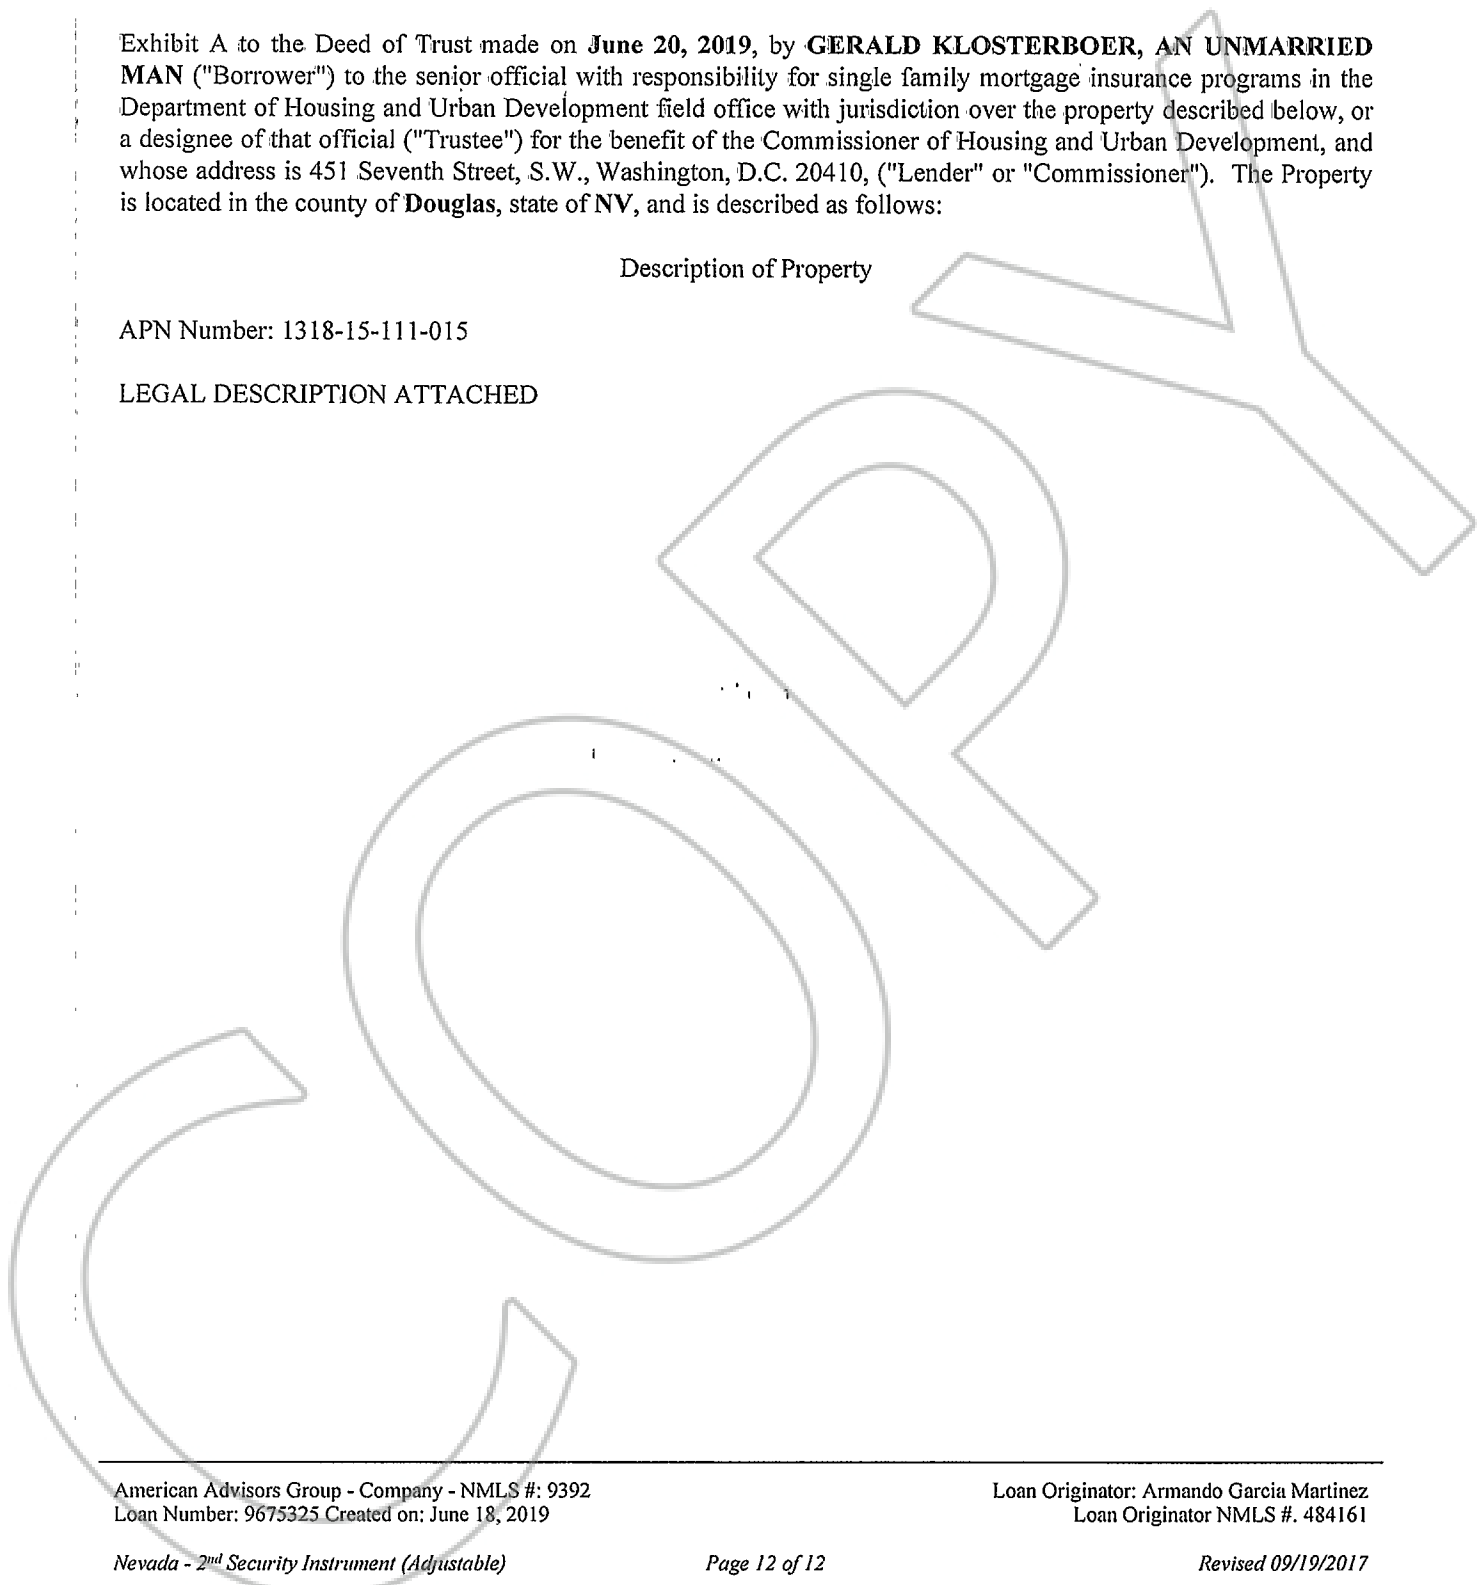 Exhibit A to the Deed of Trust made on June 20, 2019, by GERALD KLOSTERBOER, AN UNMARRIED
MAN ("Borrower") to the senior official with responsibility for single family mortgage insurance programs in the
Department of Housing and Urban Development field office with jurisdiction over the property described below, or
a designee of that official ("Trustee") for the benefit of the Commissioner of Housing and Urban Development, and
whose address is 451 Seventh Street, S.W., Washington, D.C. 20410, ("Lender" or "Commissioner"). The Property
is located in the county of Douglas, state of NV, and is described as follows:
Description of Property
APN Number: 1318-15-111-015
LEGAL DESCRIPTION ATTACHED
COPY
American Advisors Group - Company - NMLS #: 9392
Loan Number: 9675325 Created on: June 18, 2019
Loan Originator: Armando Garcia Martinez
Loan Originator NMLS #. 484161
Nevada - 2nd Security Instrument (Adjustable)
Page 12 of 12
Revised 09/19/2017